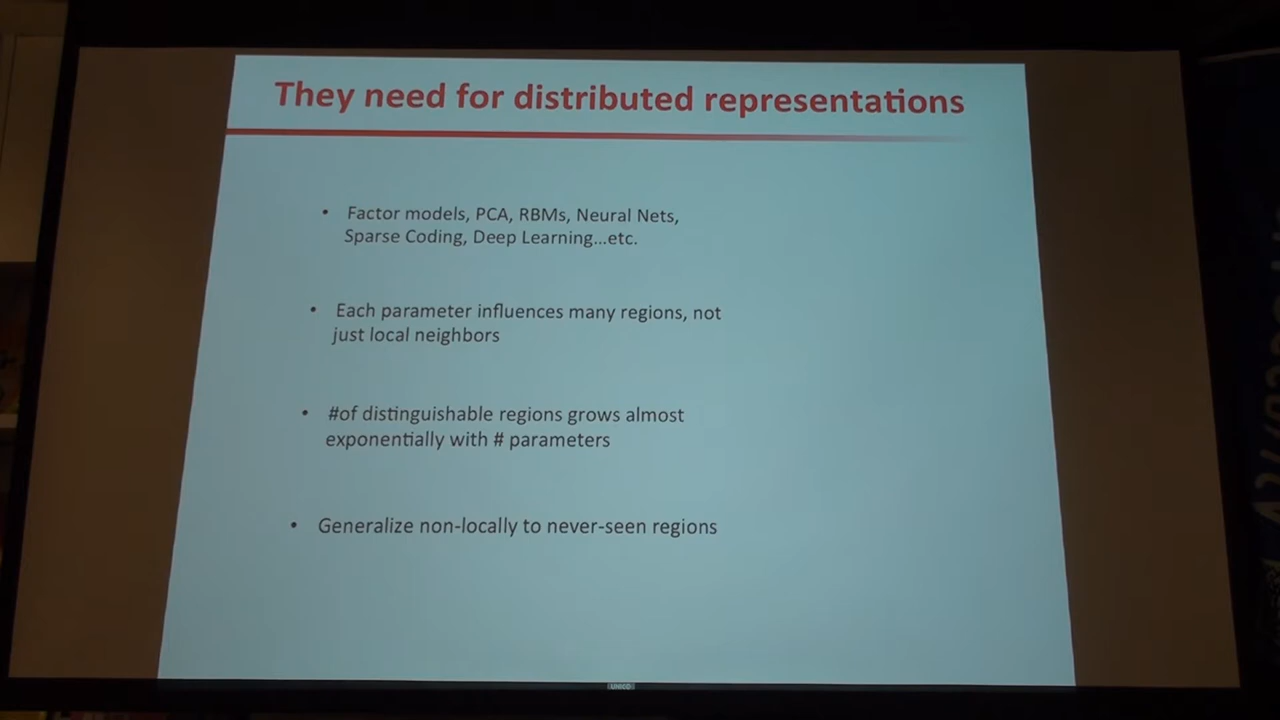 They need for distributed representations
• Factor models, PCA, RBMs, Neural Nets,
Sparse Coding, Deep Learning...etc.
• Each parameter influences many regions, not
just local neighbors
• #of distinguishable regions grows almost
exponentially with # parameters
• Generalize non-locally to never-seen regions
UNICO